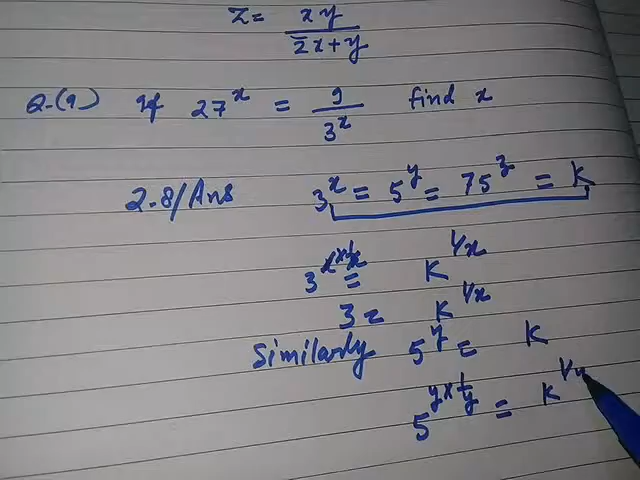 z = xy / 2x+y
Q-(9) If 27^x = 9 / 3^x find x
2-8/Ans 3^x = 5^y = 75^z = k
3^(x×1/x) = k^(1/x)
3 = k^(1/x)
Similarly 5^y = k
5^(y×1/y) = k^(1/y)